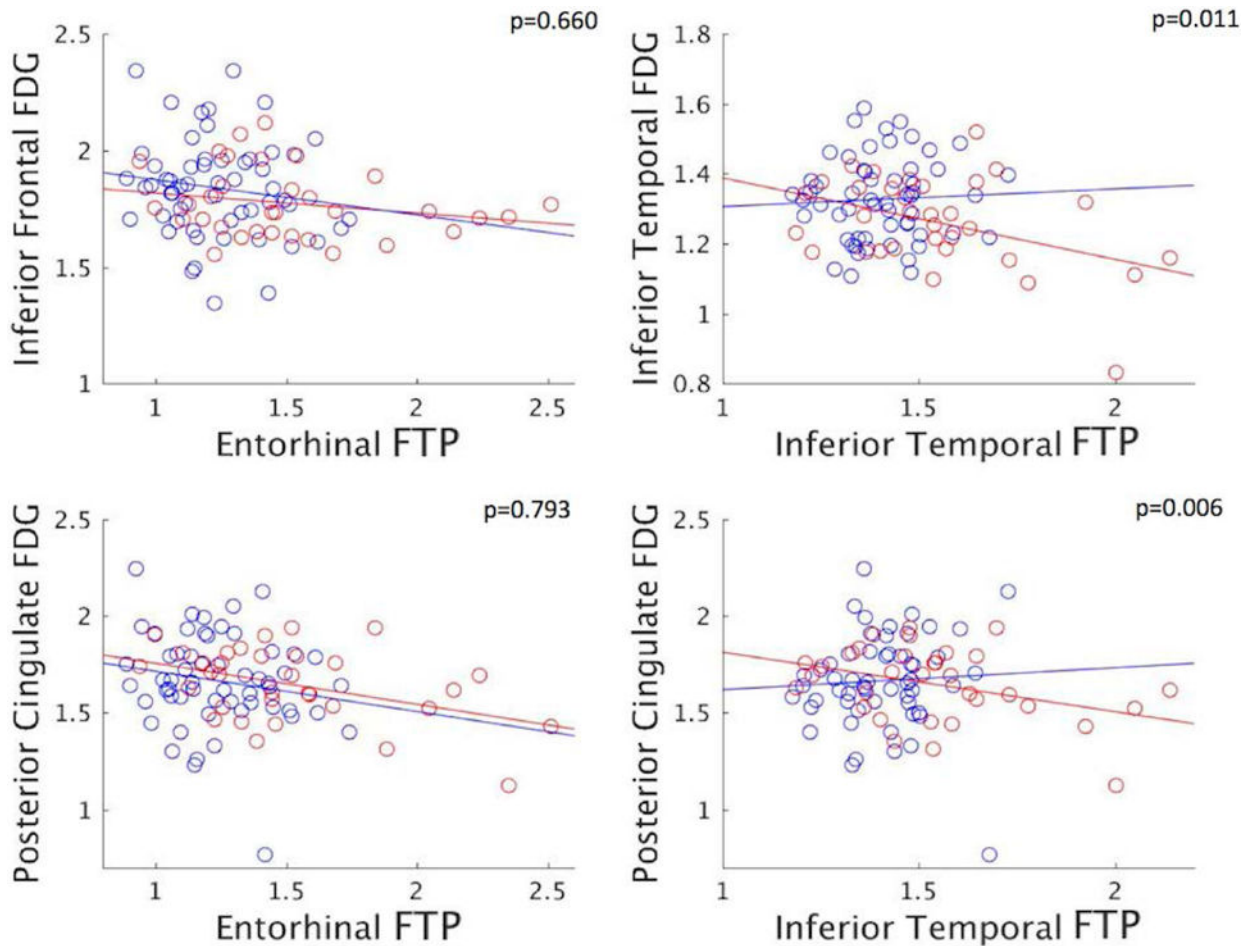 p=0.660
2.5
2
1.5
1
Inferior Frontal FDG
1 1.5 2 2.5
Entorhinal FTP
p=0.011
1.8
1.6
1.4
1.2
1
0.8
Inferior Temporal FDG
1 1.5 2
Inferior Temporal FTP
p=0.793
2.5
2
1.5
1
Posterior Cingulate FDG
1 1.5 2 2.5
Entorhinal FTP
p=0.006
2.5
2
1.5
1
Posterior Cingulate FDG
1 1.5 2
Inferior Temporal FTP